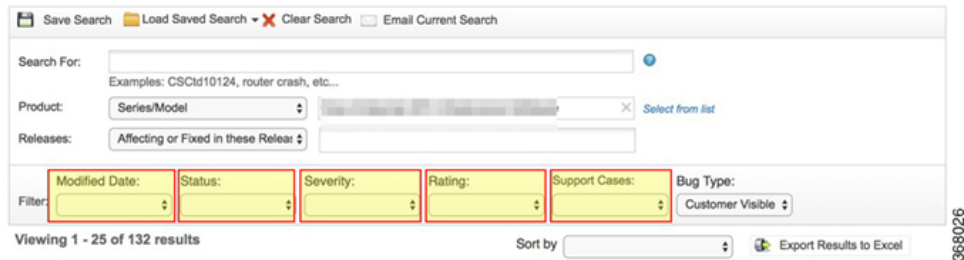 Save Search Load Saved Search Clear Search Email Current Search
Search For:
Examples: CSCtd10124, router crash, etc...
Product: Series/Model Select from list
Releases: Affecting or Fixed in these Releas
Modified Date: Status: Severity: Rating: Support Cases: Bug Type:
Filter: Customer Visible
Viewing 1 - 25 of 132 results Sort by Export Results to Excel
368026